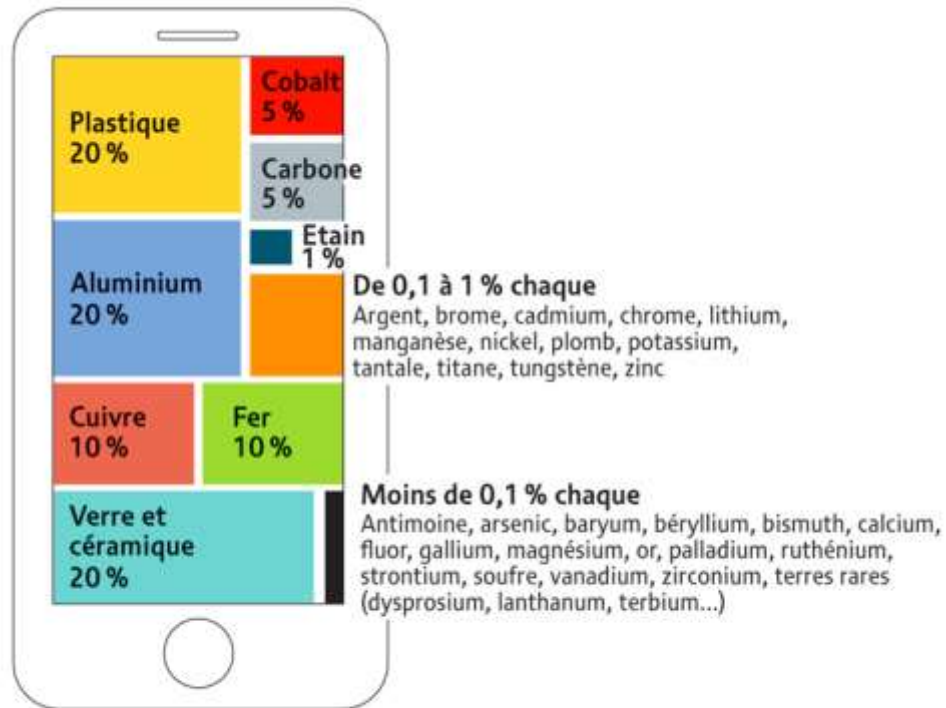 Plastique
20 %
Cobalt
5 %
Carbone
5 %
Etain
1 %
Aluminium
20 %
De 0,1 à 1 % chaque
Argent, brome, cadmium, chrome, lithium,
manganèse, nickel, plomb, potassium,
tantale, titane, tungstène, zinc
Cuivre
10 %
Fer
10 %
Verre et
céramique
20 %
Moins de 0,1 % chaque
Antimoine, arsenic, baryum, béryllium, bismuth, calcium,
fluor, gallium, magnésium, or, palladium, ruthénium,
strontium, soufre, vanadium, zirconium, terres rares
(dysprosium, lanthanum, terbium...)